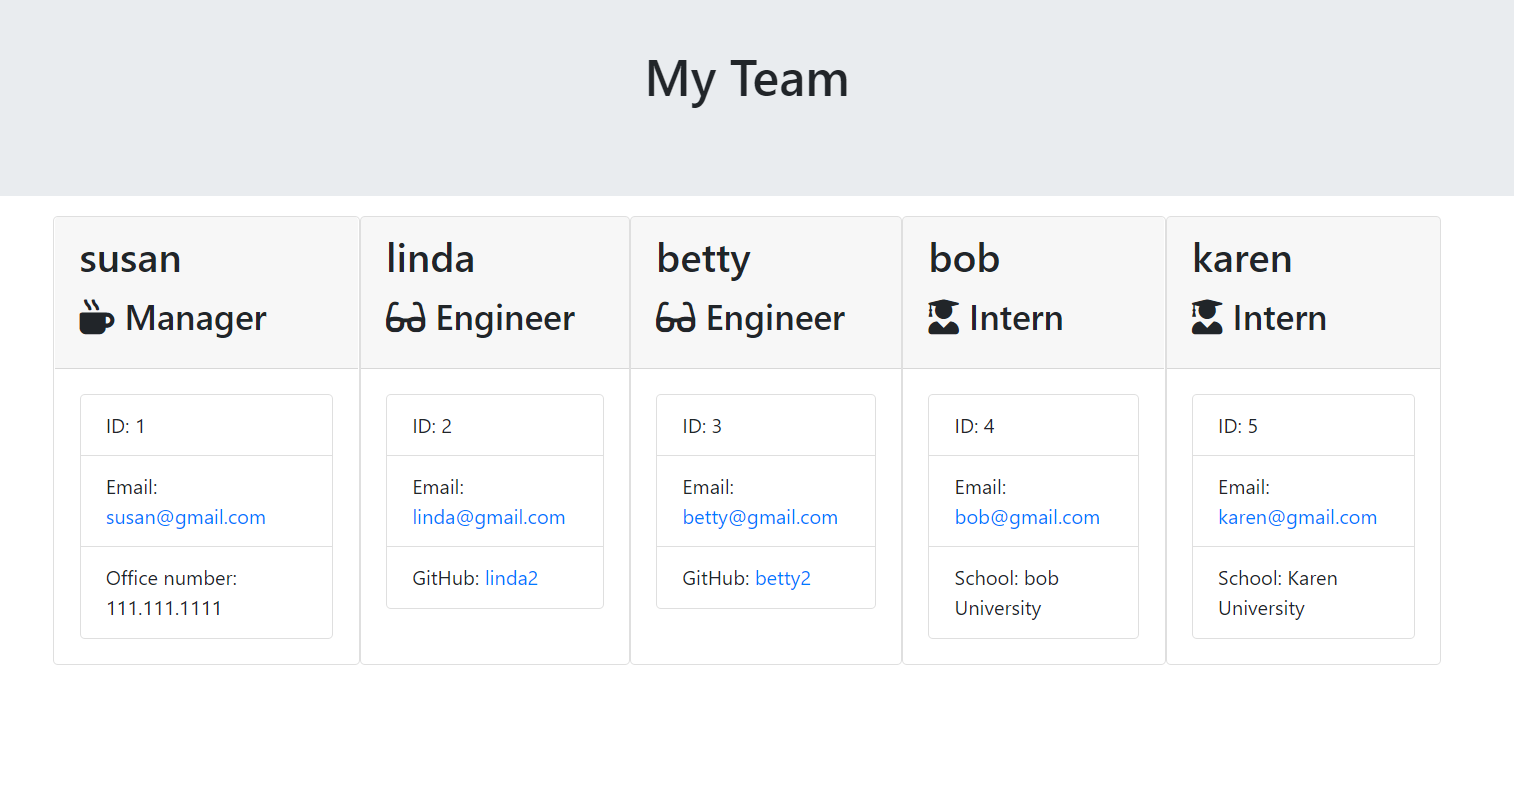 My Team
susan
Manager
ID: 1
Email:
susan@gmail.com
Office number:
111.111.1111
linda
Engineer
ID: 2
Email:
linda@gmail.com
GitHub: linda2
betty
Engineer
ID: 3
Email:
betty@gmail.com
GitHub: betty2
bob
Intern
ID: 4
Email:
bob@gmail.com
School: bob
University
karen
Intern
ID: 5
Email:
karen@gmail.com
School: Karen
University